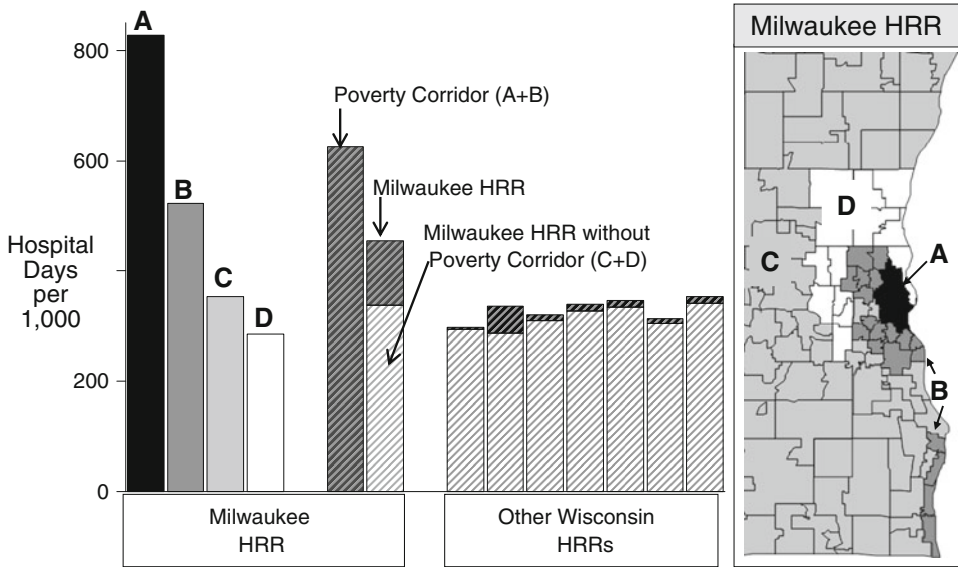 800
600
Hospital
Days
per
1,000
200
0
A
B
C
D
Poverty Corridor (A+B)
Milwaukee HRR
Milwaukee HRR without
Poverty Corridor (C+D)
Milwaukee
HRR
Other Wisconsin
HRRs
Milwaukee HRR
D
A
C
B